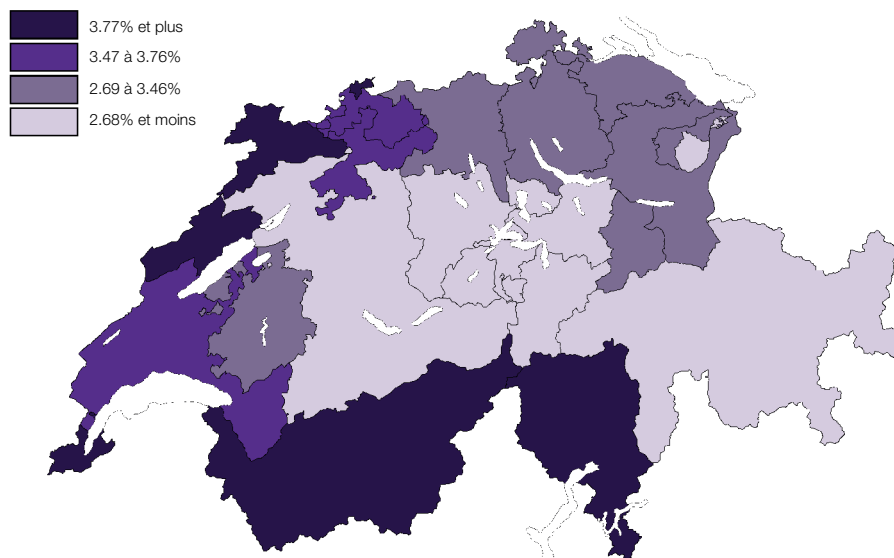 3.77% et plus
3.47 à 3.76%
2.69 à 3.46%
2.68% et moins